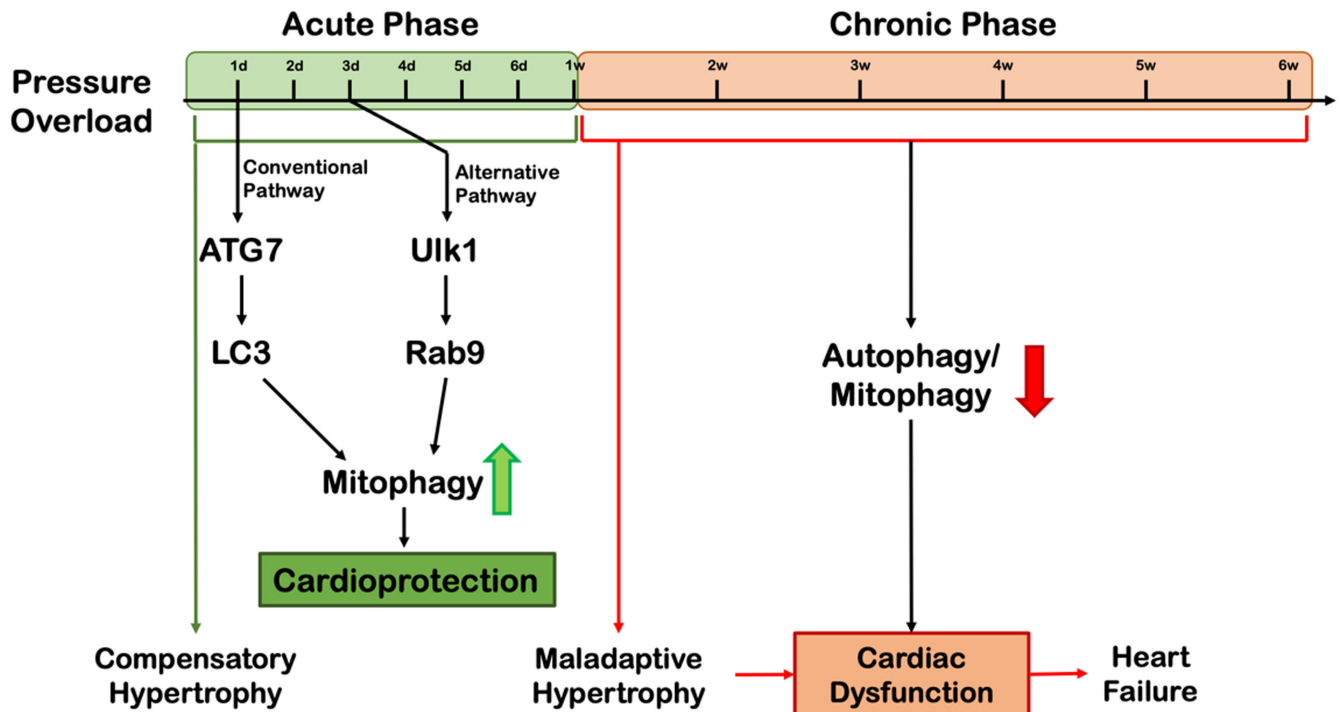 Acute Phase
Chronic Phase
Pressure
Overload
1d 2d 3d 4d 5d 6d 1w 2w 3w 4w 5w 6w
Conventional
Pathway
Alternative
Pathway
ATG7
Ulk1
LC3
Rab9
Autophagy/
Mitophagy
Mitophagy
Cardioprotection
Compensatory
Hypertrophy
Maladaptive
Hypertrophy
Cardiac
Dysfunction
Heart
Failure